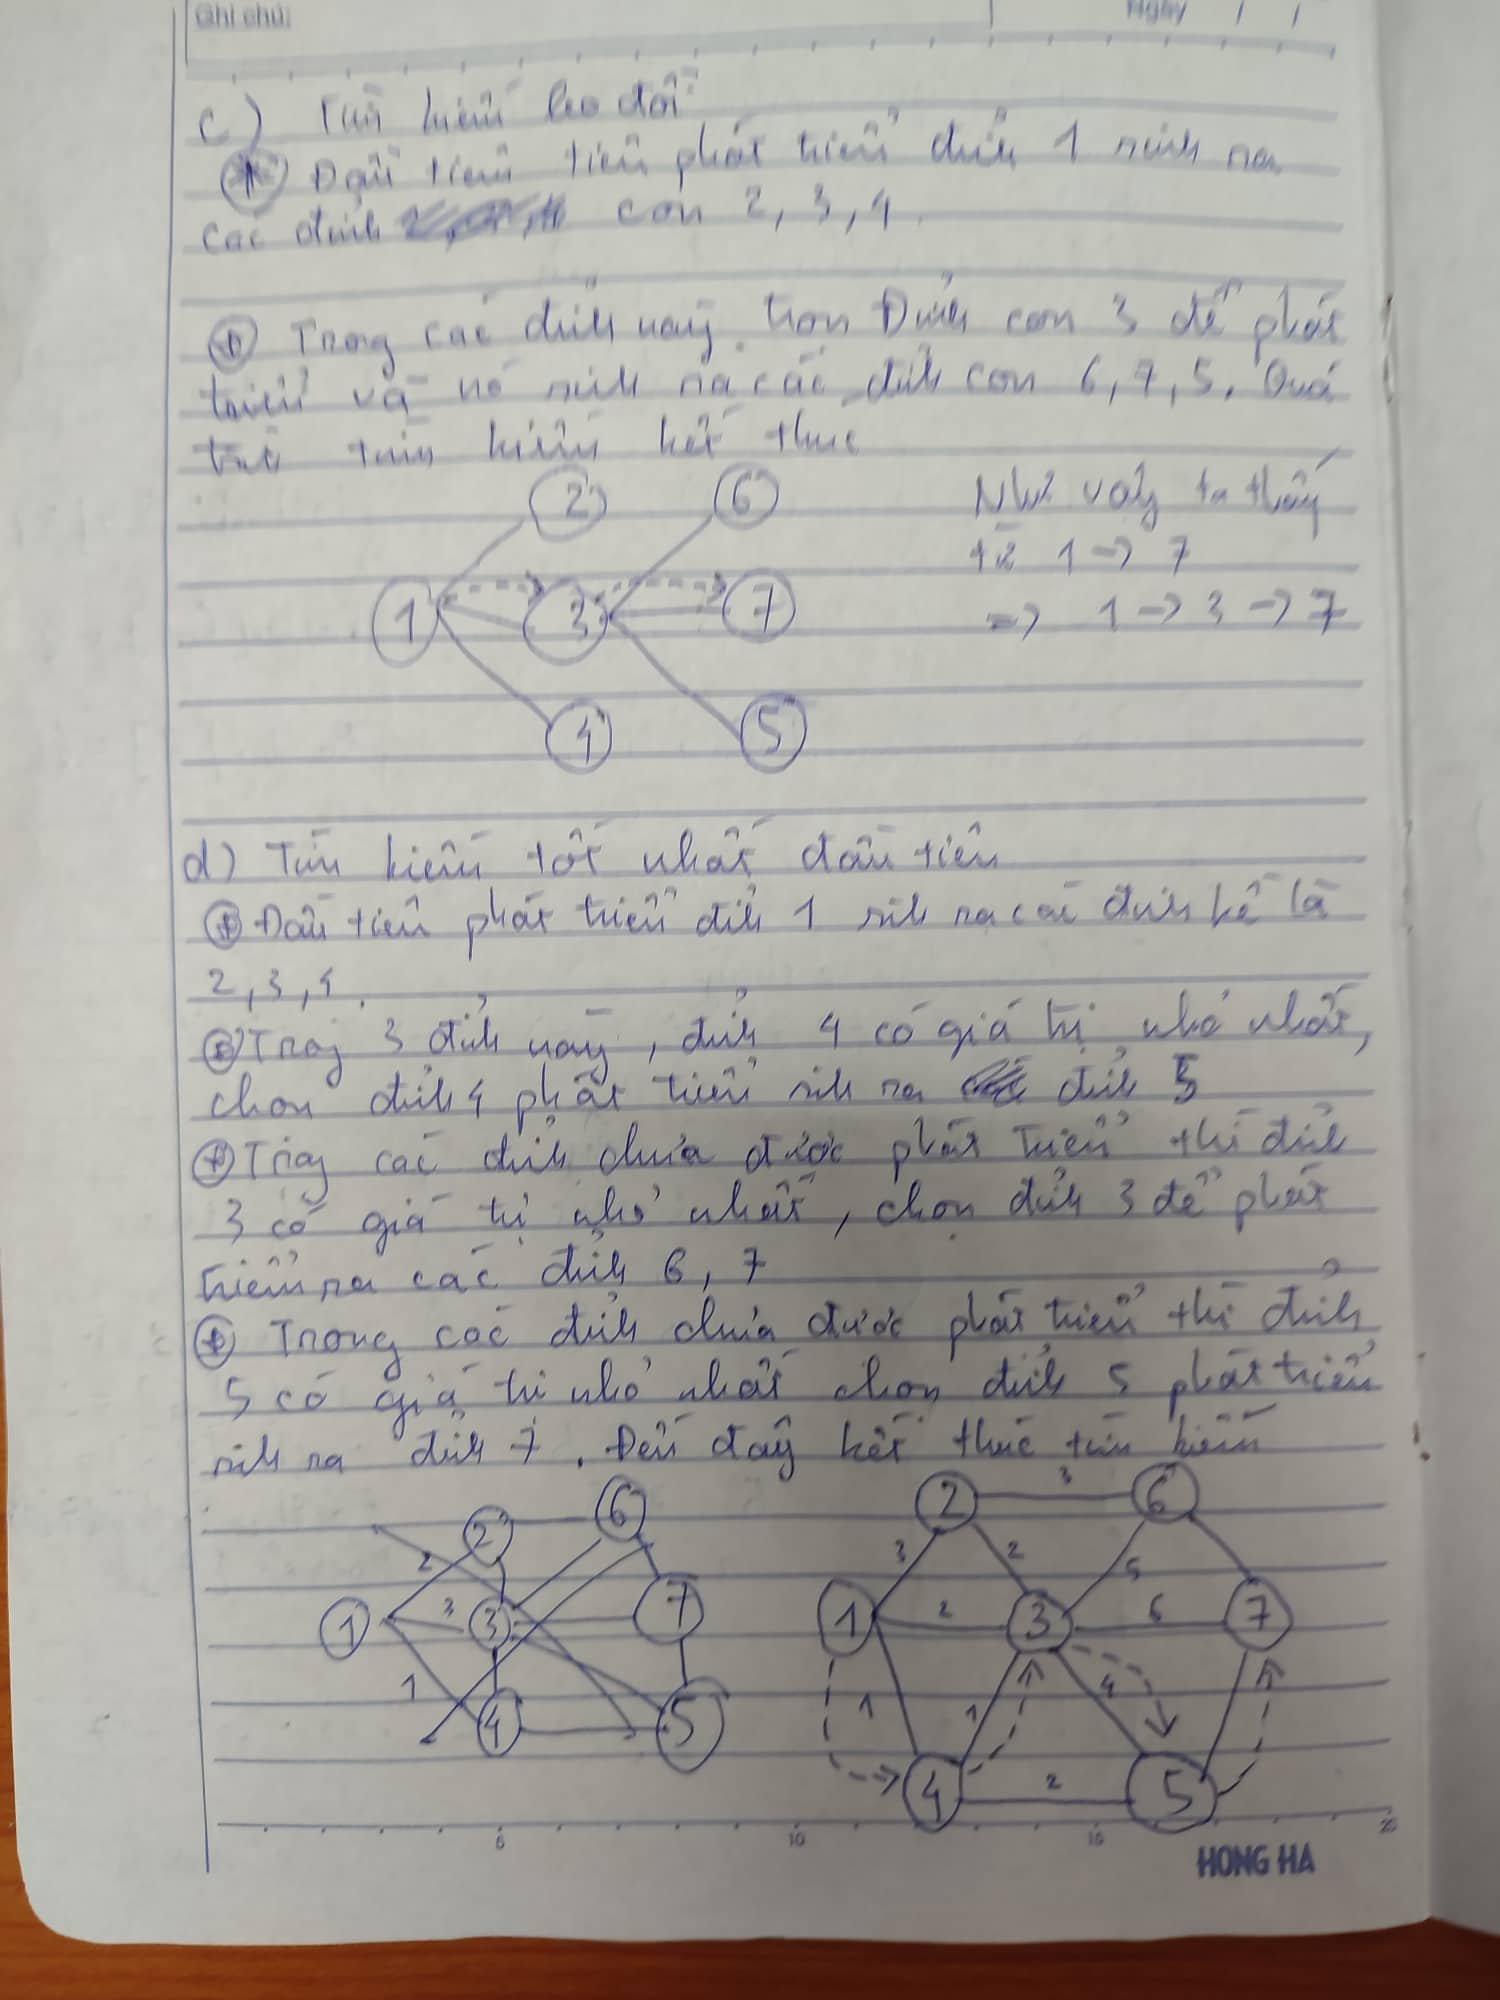 Ghi chú:
Ngày / /
c) Tìm kiếm leo đồi
Đầu tiên tiên phát triển đỉnh 1 sinh ra
các đỉnh con 2, 3, 4.
Trong các đỉnh này, chọn Đỉnh con 3 để phát
triển và nó sinh ra các đỉnh con 6, 7, 5. Quá
trình tìm kiếm kết thúc
2 6
Như vậy ta thấy
từ 1 -> 7
1 3 7
=> 1 -> 3 -> 7
4 5
d) Tìm kiếm tốt nhất đầu tiên
Đầu tiên phát triển đỉnh 1 sinh ra các đỉnh kề là
2, 3, 4.
Trong 3 đỉnh này, đỉnh 4 có giá trị nhỏ nhất,
chọn đỉnh 4 phát triển sinh ra đỉnh 5
Trong các đỉnh chưa được phát triển thì đỉnh
3 có giá trị nhỏ nhất, chọn đỉnh 3 để phát
triển ra các đỉnh 6, 7
Trong các đỉnh chưa được phát triển thì đỉnh
5 có giá trị nhỏ nhất chọn đỉnh 5 phát triển
sinh ra đỉnh 7. Đến đây kết thúc tìm kiếm
2 6 2 3 6
2 3 2 5
1 3 3 7 1 2 3 6 7
1 1 1 4
4 5 4 2 5
5 10 15 20
HONG HA